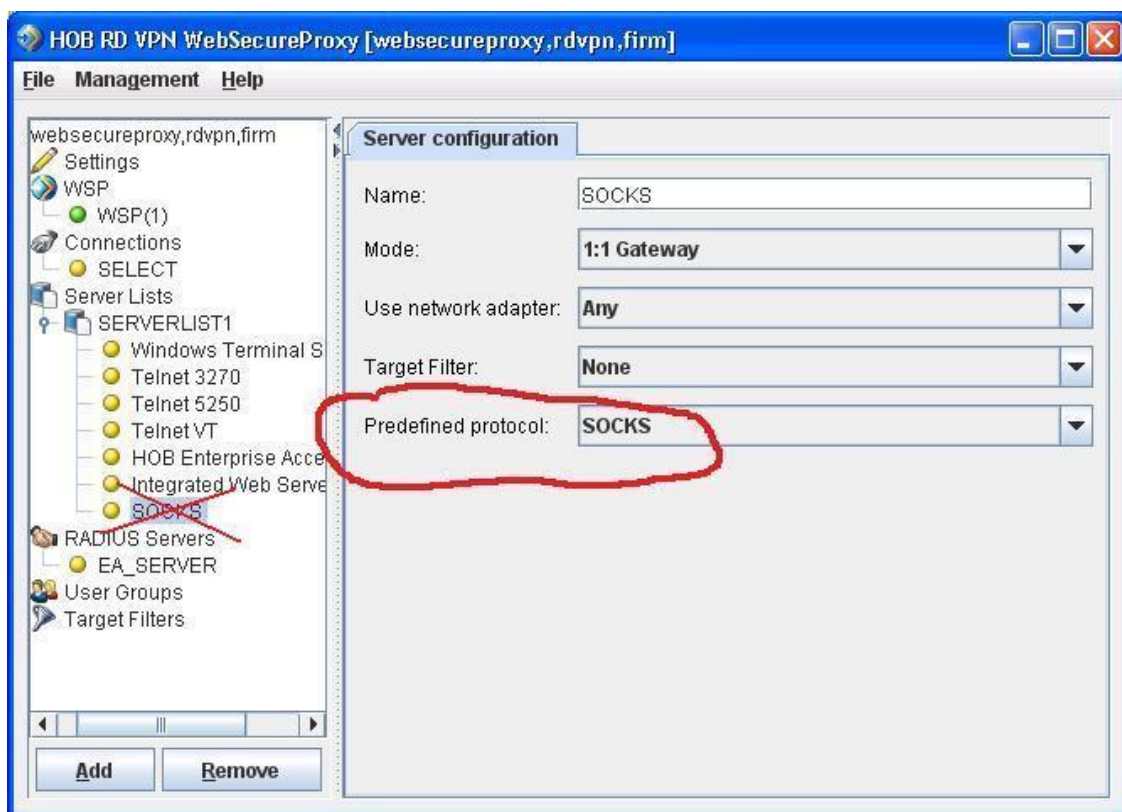 HOB RD VPN WebSecureProxy [websecureproxy,rdvpn,firm]
File Management Help
websecureproxy,rdvpn,firm
Settings
WSP
WSP(1)
Connections
SELECT
Server Lists
SERVERLIST1
Windows Terminal S
Telnet 3270
Telnet 5250
Telnet VT
HOB Enterprise Acce
Integrated Web Serve
SOCKS
RADIUS Servers
EA_SERVER
User Groups
Target Filters
Add Remove
Server configuration
Name: SOCKS
Mode: 1:1 Gateway
Use network adapter: Any
Target Filter: None
Predefined protocol: SOCKS